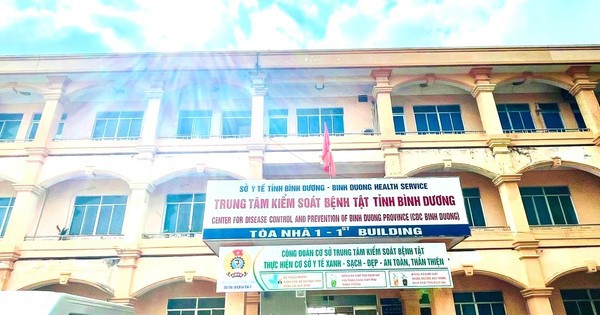 SỞ Y TẾ TỈNH BÌNH DƯƠNG - BINH DUONG HEALTH SERVICE
TRUNG TÂM KIỂM SOÁT BỆNH TẬT TỈNH BÌNH DƯƠNG
CENTER FOR DISEASE CONTROL AND PREVENTION OF BINH DUONG PROVINCE (CDC BINH DUONG)
TÒA NHÀ 1 - 1ST BUILDING
CÔNG ĐOÀN CƠ SỞ TRUNG TÂM KIỂM SOÁT BỆNH TẬT
THỰC HIỆN CƠ SỞ Y TẾ XANH - SẠCH - ĐẸP - AN TOÀN, THÂN THIỆN